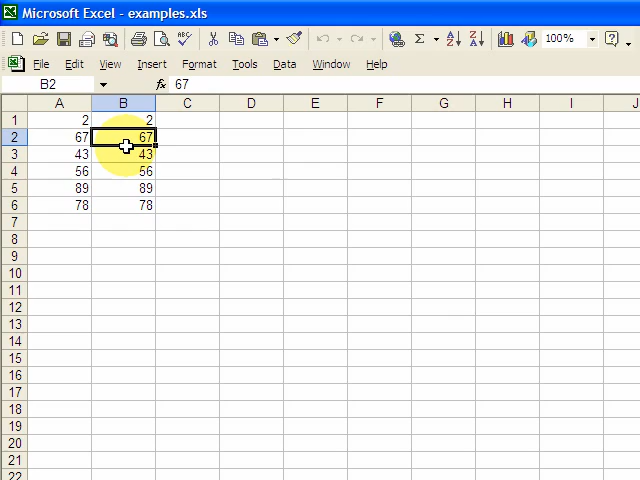 Microsoft Excel - examples.xls
100%
File Edit View Insert Format Tools Data Window Help
B2 fx 67
A B C D E F G H I J
1 2 2
2 67 67
3 43 43
4 56 56
5 89 89
6 78 78
7
8
9
10
11
12
13
14
15
16
17
18
19
20
21
22